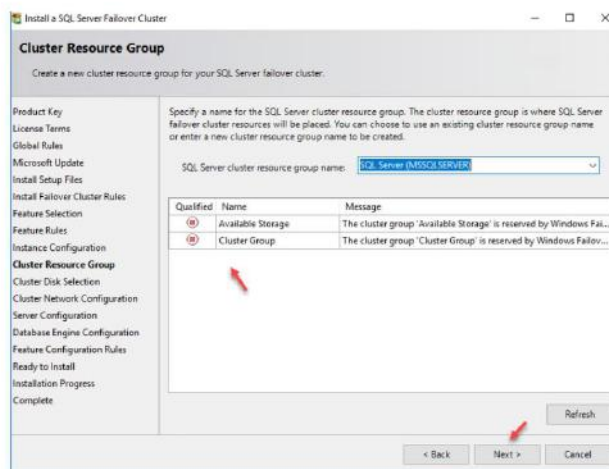 Install a SQL Server Failover Cluster
Cluster Resource Group
Create a new cluster resource group for your SQL Server failover cluster.
Product Key
License Terms
Global Rules
Microsoft Update
Install Setup Files
Install Failover Cluster Rules
Feature Selection
Feature Rules
Instance Configuration
Cluster Resource Group
Cluster Disk Selection
Cluster Network Configuration
Server Configuration
Database Engine Configuration
Feature Configuration Rules
Ready to Install
Installation Progress
Complete
Specify a name for the SQL Server cluster resource group. The cluster resource group is where SQL Server
failover cluster resources will be placed. You can choose to use an existing cluster resource group name
or enter a new cluster resource group name to be created.
SQL Server cluster resource group name: SQL Server (MSSQLSERVER)
Qualified Name Message
Available Storage The cluster group 'Available Storage' is reserved by Windows Fai...
Cluster Group The cluster group 'Cluster Group' is reserved by Windows Failov...
Refresh
< Back Next > Cancel